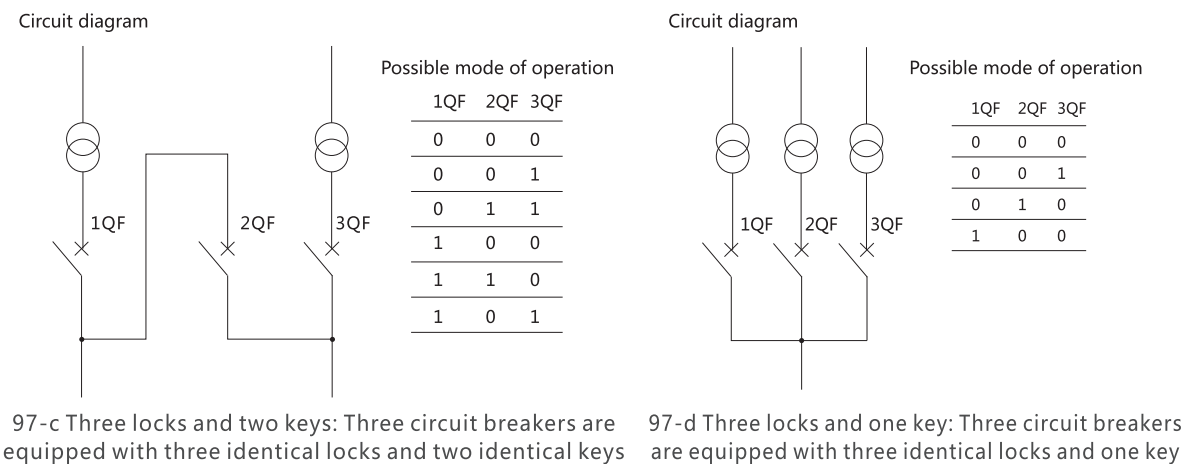 Circuit diagram
Possible mode of operation
1QF 2QF 3QF
0 0 0
0 0 1
0 1 1
1 0 0
1 1 0
1 0 1
1QF 2QF 3QF
97-c Three locks and two keys: Three circuit breakers are
equipped with three identical locks and two identical keys
Circuit diagram
Possible mode of operation
1QF 2QF 3QF
0 0 0
0 0 1
0 1 0
1 0 0
1QF 2QF 3QF
97-d Three locks and one key: Three circuit breakers
are equipped with three identical locks and one key